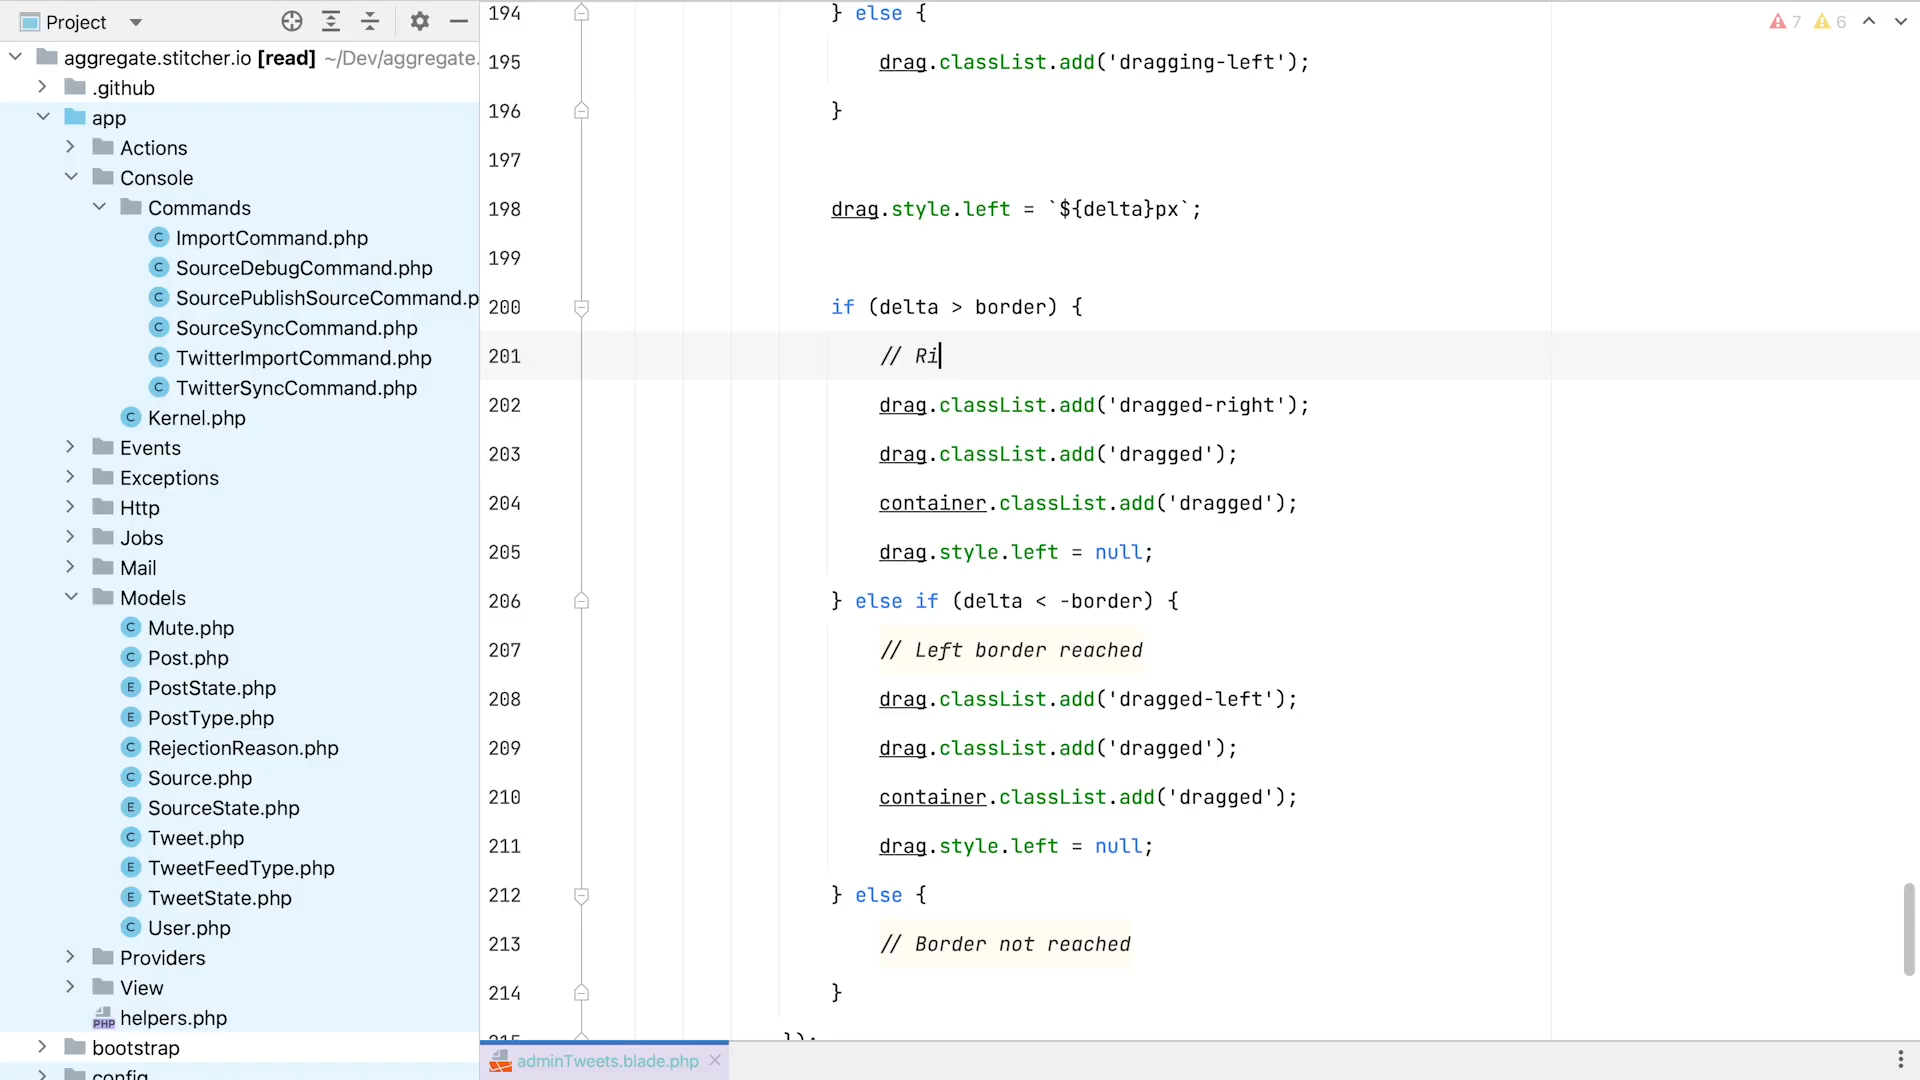 Project
aggregate.stitcher.io [read] ~/Dev/aggregate.
.github
app
Actions
Console
Commands
ImportCommand.php
SourceDebugCommand.php
SourcePublishSourceCommand.p
SourceSyncCommand.php
TwitterImportCommand.php
TwitterSyncCommand.php
Kernel.php
Events
Exceptions
Http
Jobs
Mail
Models
Mute.php
Post.php
PostState.php
PostType.php
RejectionReason.php
Source.php
SourceState.php
Tweet.php
TweetFeedType.php
TweetState.php
User.php
Providers
View
helpers.php
bootstrap
config
7 6
194 } else {
195 drag.classList.add('dragging-left');
196 }
197
198 drag.style.left = `${delta}px`;
199
200 if (delta > border) {
201 // Ri
202 drag.classList.add('dragged-right');
203 drag.classList.add('dragged');
204 container.classList.add('dragged');
205 drag.style.left = null;
206 } else if (delta < -border) {
207 // Left border reached
208 drag.classList.add('dragged-left');
209 drag.classList.add('dragged');
210 container.classList.add('dragged');
211 drag.style.left = null;
212 } else {
213 // Border not reached
214 }
215 });
adminTweets.blade.php